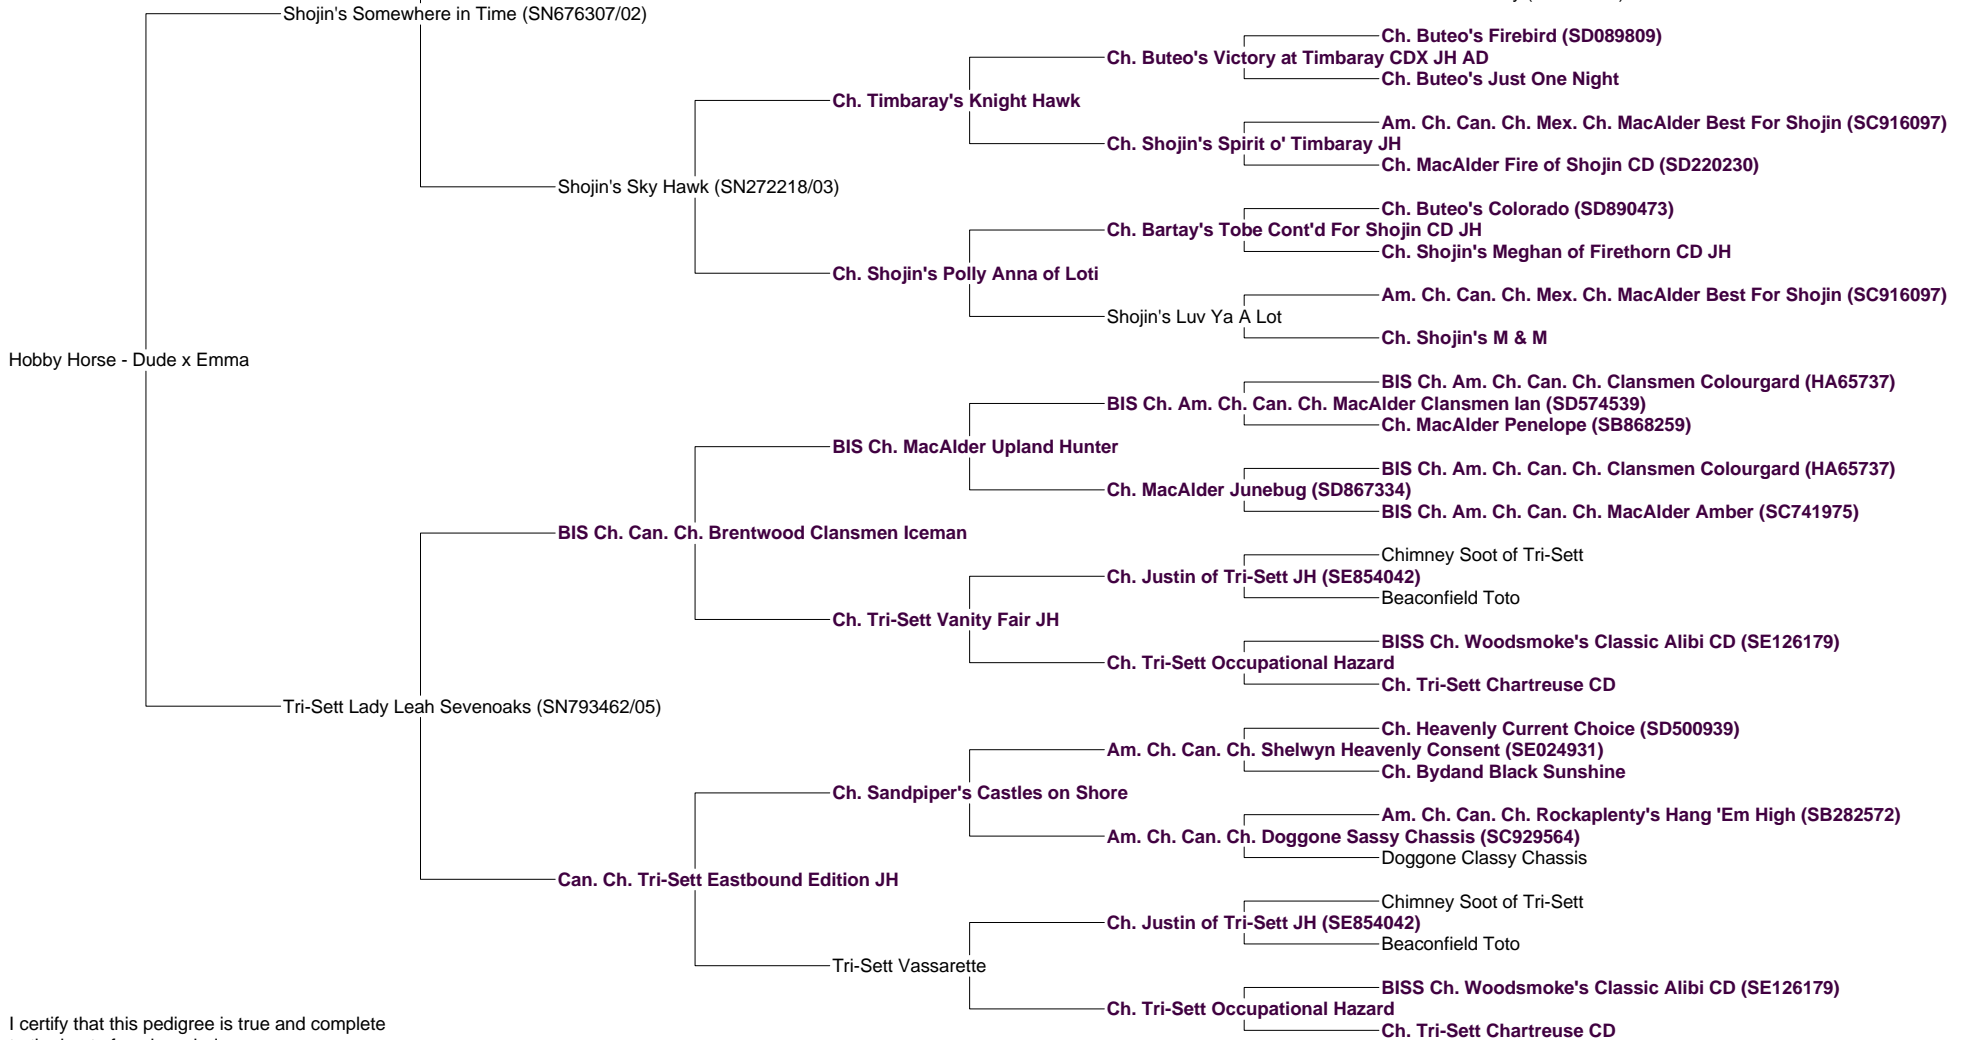 Shojin's Somewhere in Time (SN676307/02)
Ch. Buteo's Firebird (SD089809)
Ch. Buteo's Victory at Timbaray CDX JH AD
Ch. Buteo's Just One Night
Ch. Timbaray's Knight Hawk
Am. Ch. Can. Ch. Mex. Ch. MacAlder Best For Shojin (SC916097)
Ch. Shojin's Spirit o' Timbaray JH
Ch. MacAlder Fire of Shojin CD (SD220230)
Shojin's Sky Hawk (SN272218/03)
Ch. Buteo's Colorado (SD890473)
Ch. Bartay's Tobe Cont'd For Shojin CD JH
Ch. Shojin's Meghan of Firethorn CD JH
Ch. Shojin's Polly Anna of Loti
Am. Ch. Can. Ch. Mex. Ch. MacAlder Best For Shojin (SC916097)
Shojin's Luv Ya A Lot
Ch. Shojin's M & M
Hobby Horse - Dude x Emma
BIS Ch. Am. Ch. Can. Ch. Clansmen Colourgard (HA65737)
BIS Ch. Am. Ch. Can. Ch. MacAlder Clansmen Ian (SD574539)
Ch. MacAlder Penelope (SB868259)
BIS Ch. MacAlder Upland Hunter
BIS Ch. Am. Ch. Can. Ch. Clansmen Colourgard (HA65737)
Ch. MacAlder Junebug (SD867334)
BIS Ch. Am. Ch. Can. Ch. MacAlder Amber (SC741975)
BIS Ch. Can. Ch. Brentwood Clansmen Iceman
Chimney Soot of Tri-Sett
Ch. Justin of Tri-Sett JH (SE854042)
Beaconfield Toto
Ch. Tri-Sett Vanity Fair JH
BISS Ch. Woodsmoke's Classic Alibi CD (SE126179)
Ch. Tri-Sett Occupational Hazard
Ch. Tri-Sett Chartreuse CD
Tri-Sett Lady Leah Sevenoaks (SN793462/05)
Ch. Heavenly Current Choice (SD500939)
Am. Ch. Can. Ch. Shelwyn Heavenly Consent (SE024931)
Ch. Bydand Black Sunshine
Ch. Sandpiper's Castles on Shore
Am. Ch. Can. Ch. Rockaplenty's Hang 'Em High (SB282572)
Am. Ch. Can. Ch. Doggone Sassy Chassis (SC929564)
Doggone Classy Chassis
Can. Ch. Tri-Sett Eastbound Edition JH
Chimney Soot of Tri-Sett
Ch. Justin of Tri-Sett JH (SE854042)
Beaconfield Toto
Tri-Sett Vassarette
BISS Ch. Woodsmoke's Classic Alibi CD (SE126179)
Ch. Tri-Sett Occupational Hazard
Ch. Tri-Sett Chartreuse CD
I certify that this pedigree is true and complete